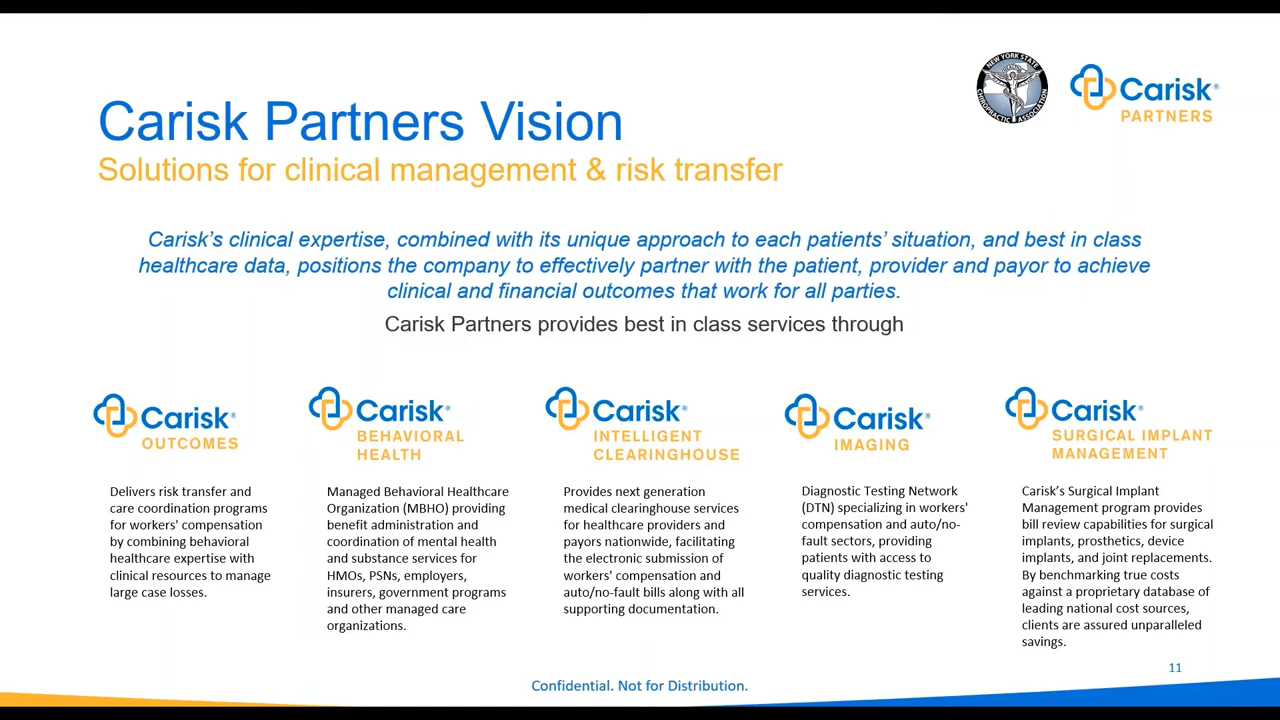 NEW YORK STATE
CHIROPRACTIC ASSOCIATION
Carisk®
PARTNERS
Carisk Partners Vision
Solutions for clinical management & risk transfer
Carisk’s clinical expertise, combined with its unique approach to each patients’ situation, and best in class
healthcare data, positions the company to effectively partner with the patient, provider and payor to achieve
clinical and financial outcomes that work for all parties.
Carisk Partners provides best in class services through
Carisk®
OUTCOMES
Delivers risk transfer and
care coordination programs
for workers' compensation
by combining behavioral
healthcare expertise with
clinical resources to manage
large case losses.
Carisk®
BEHAVIORAL
HEALTH
Managed Behavioral Healthcare
Organization (MBHO) providing
benefit administration and
coordination of mental health
and substance services for
HMOs, PSNs, employers,
insurers, government programs
and other managed care
organizations.
Carisk®
INTELLIGENT
CLEARINGHOUSE
Provides next generation
medical clearinghouse services
for healthcare providers and
payors nationwide, facilitating
the electronic submission of
workers' compensation and
auto/no-fault bills along with all
supporting documentation.
Carisk®
IMAGING
Diagnostic Testing Network
(DTN) specializing in workers'
compensation and auto/no-
fault sectors, providing
patients with access to
quality diagnostic testing
services.
Carisk®
SURGICAL IMPLANT
MANAGEMENT
Carisk’s Surgical Implant
Management program provides
bill review capabilities for surgical
implants, prosthetics, device
implants, and joint replacements.
By benchmarking true costs
against a proprietary database of
leading national cost sources,
clients are assured unparalleled
savings.
11
Confidential. Not for Distribution.